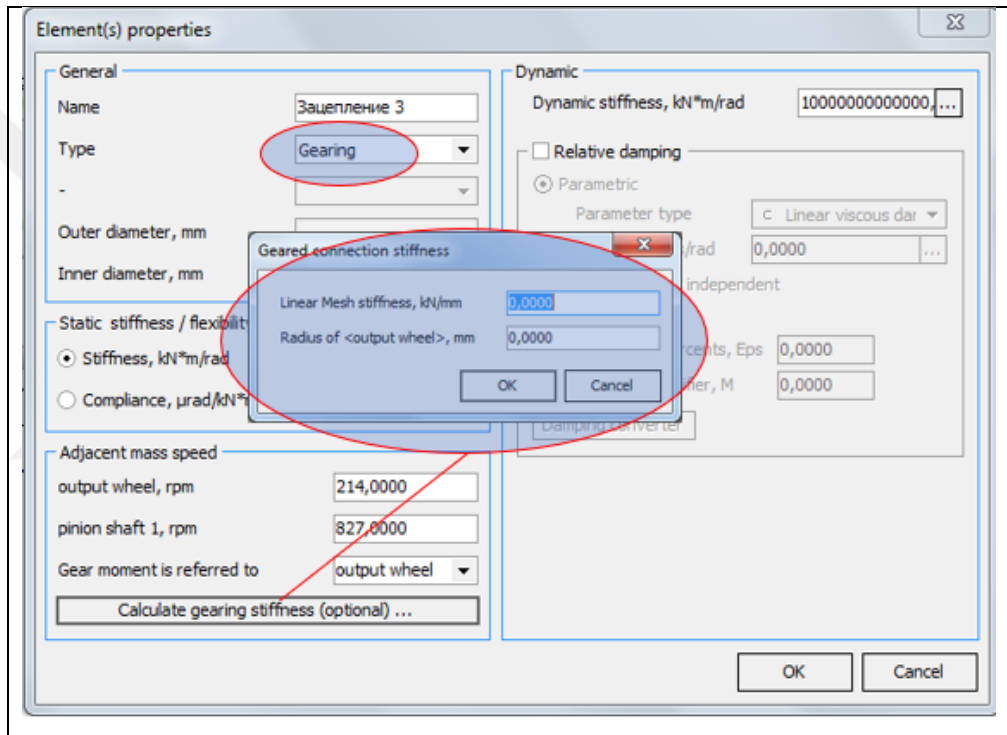 Element(s) properties
General
Name
Зацепление 3
Type
Gearing
-
Outer diameter, mm
Inner diameter, mm
Static stiffness / flexibility
Stiffness, kN*m/rad
Compliance, µrad/kN*
Adjacent mass speed
output wheel, rpm
214,0000
pinion shaft 1, rpm
827,0000
Gear moment is referred to
output wheel
Calculate gearing stiffness (optional) ...
Geared connection stiffness
Linear Mesh stiffness, kN/mm
0,0000
Radius of <output wheel>, mm
0,0000
OK
Cancel
Dynamic
Dynamic stiffness, kN*m/rad
10000000000000, ...
Relative damping
Parametric
Parameter type
C Linear viscous dar
/rad
0,0000
...
independent
rcents, Eps
0,0000
er, M
0,0000
Damping converter
OK
Cancel